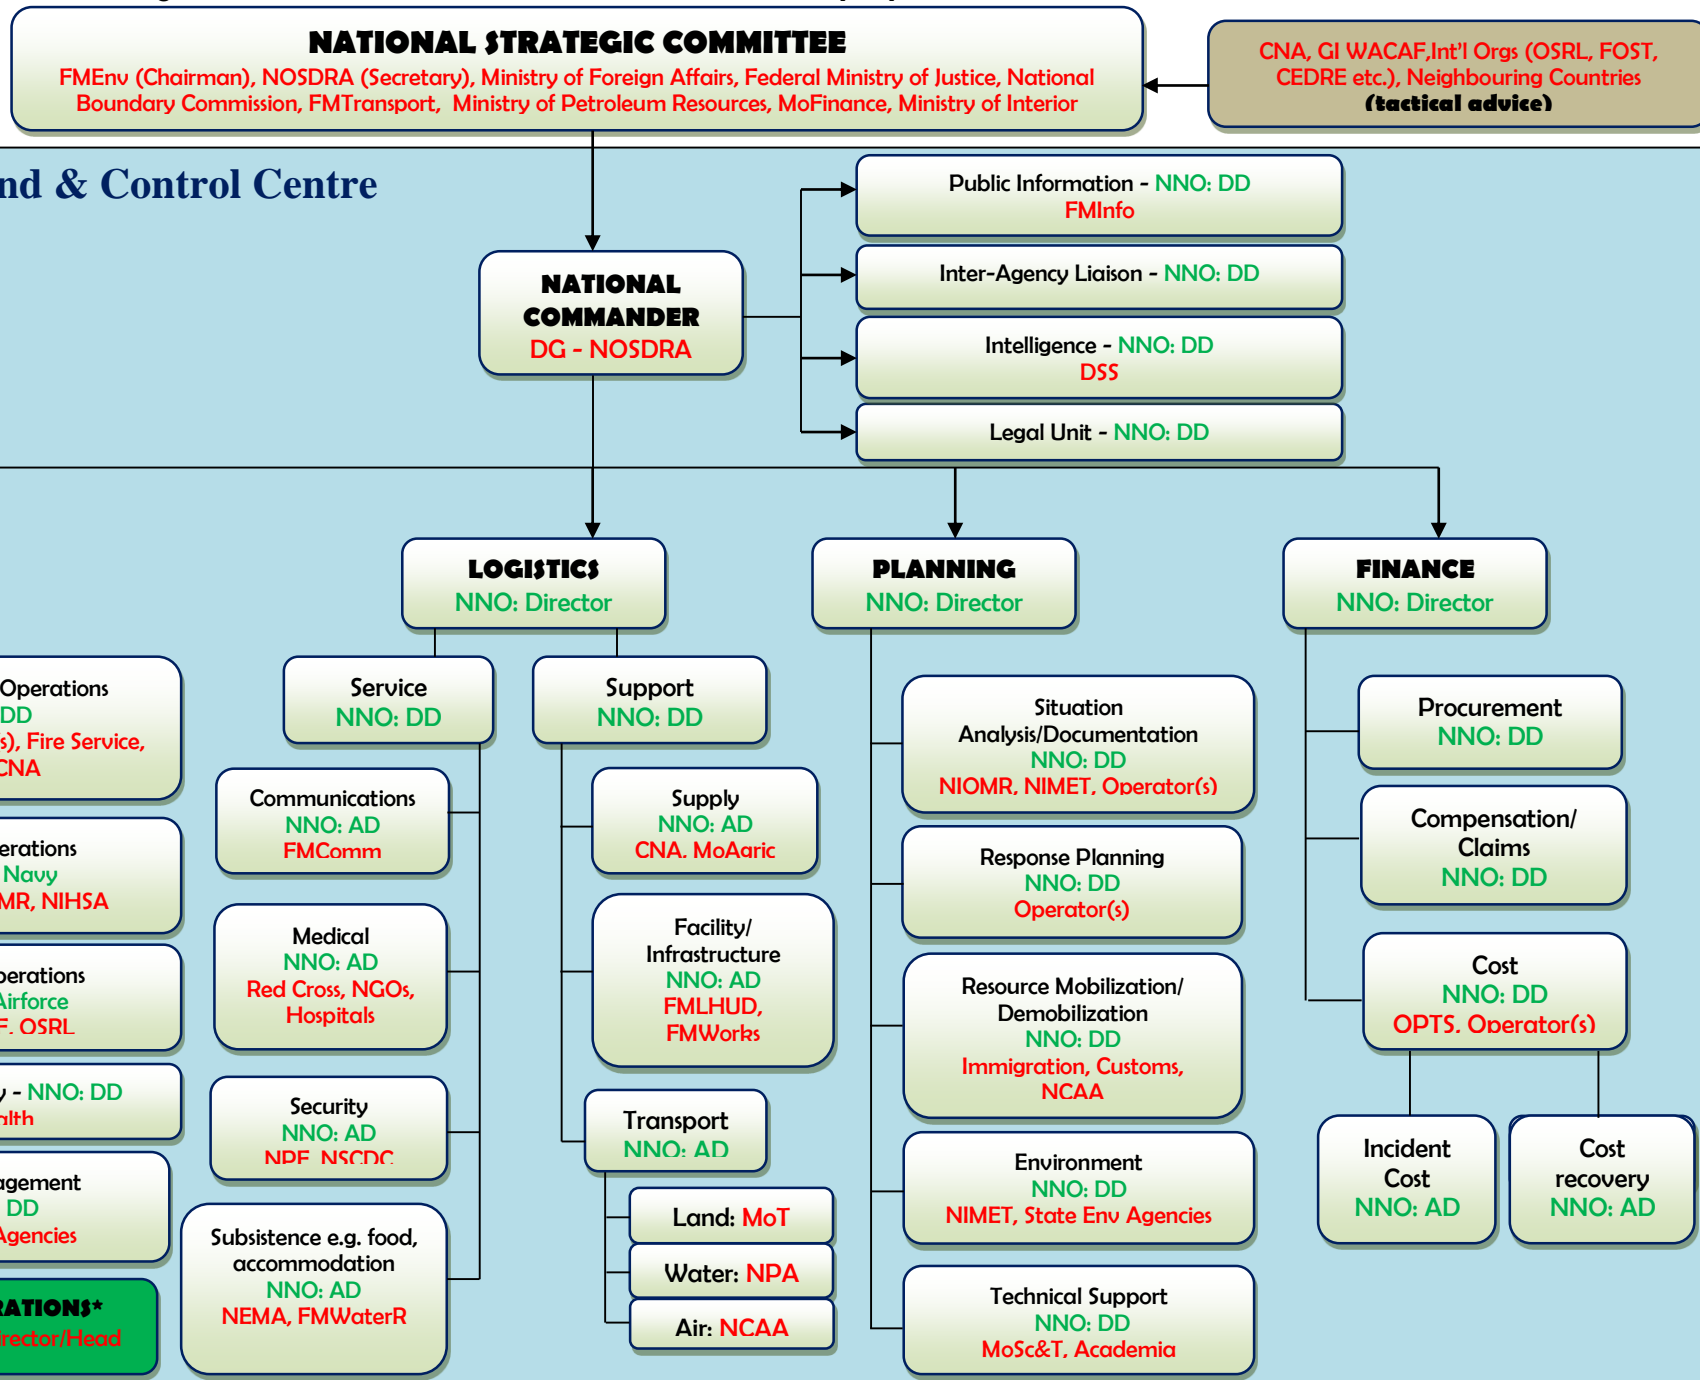 NATIONAL STRATEGIC COMMITTEE
FMEnv (Chairman), NOSDRA (Secretary), Ministry of Foreign Affairs, Federal Ministry of Justice, National
Boundary Commission, FMTransport, Ministry of Petroleum Resources, MoFinance, Ministry of Interior
CNA, GI WACAF,Int'l Orgs (OSRL, FOST,
CEDRE etc.), Neighbouring Countries
(tactical advice)
nd & Control Centre
NATIONAL
COMMANDER
DG - NOSDRA
Public Information - NNO: DD
FMInfo
Inter-Agency Liaison - NNO: DD
Intelligence - NNO: DD
DSS
Legal Unit - NNO: DD
LOGISTICS
NNO: Director
PLANNING
NNO: Director
FINANCE
NNO: Director
Operations
DD
s), Fire Service,
CNA
erations
Navy
MR, NIHSA
perations
Airforce
F, OSRL
y - NNO: DD
alth
agement
DD
Agencies
RATIONS*
irector/Head
Service
NNO: DD
Communications
NNO: AD
FMComm
Medical
NNO: AD
Red Cross, NGOs,
Hospitals
Security
NNO: AD
NPF, NSCDC
Subsistence e.g. food,
accommodation
NNO: AD
NEMA, FMWaterR
Support
NNO: DD
Supply
NNO: AD
CNA, MoAgric
Facility/
Infrastructure
NNO: AD
FMLHUD,
FMWorks
Transport
NNO: AD
Land: MoT
Water: NPA
Air: NCAA
Situation
Analysis/Documentation
NNO: DD
NIOMR, NIMET, Operator(s)
Response Planning
NNO: DD
Operator(s)
Resource Mobilization/
Demobilization
NNO: DD
Immigration, Customs,
NCAA
Environment
NNO: DD
NIMET, State Env Agencies
Technical Support
NNO: DD
MoSc&T, Academia
Procurement
NNO: DD
Compensation/
Claims
NNO: DD
Cost
NNO: DD
OPTS, Operator(s)
Incident
Cost
NNO: AD
Cost
recovery
NNO: AD